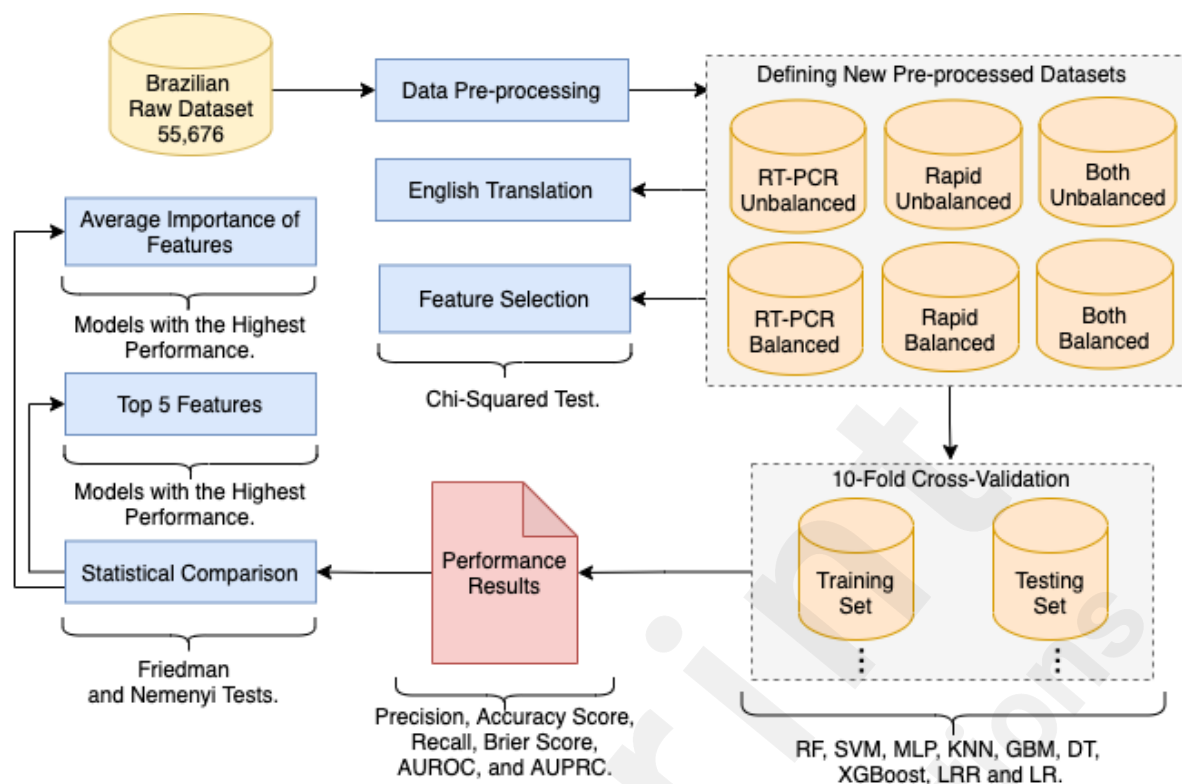 Brazilian
Raw Dataset
55,676
Data Pre-processing
Defining New Pre-processed Datasets
RT-PCR
Unbalanced
Rapid
Unbalanced
Both
Unbalanced
English Translation
Average Importance of
Features
Feature Selection
RT-PCR
Balanced
Rapid
Balanced
Both
Balanced
Models with the Highest
Performance.
Chi-Squared Test.
Top 5 Features
Models with the Highest
Performance.
10-Fold Cross-Validation
Training
Set
Testing
Set
Performance
Results
Statistical Comparison
Friedman
and Nemenyi Tests.
Precision, Accuracy Score,
Recall, Brier Score,
AUROC, and AUPRC.
RF, SVM, MLP, KNN, GBM, DT,
XGBoost, LRR and LR.